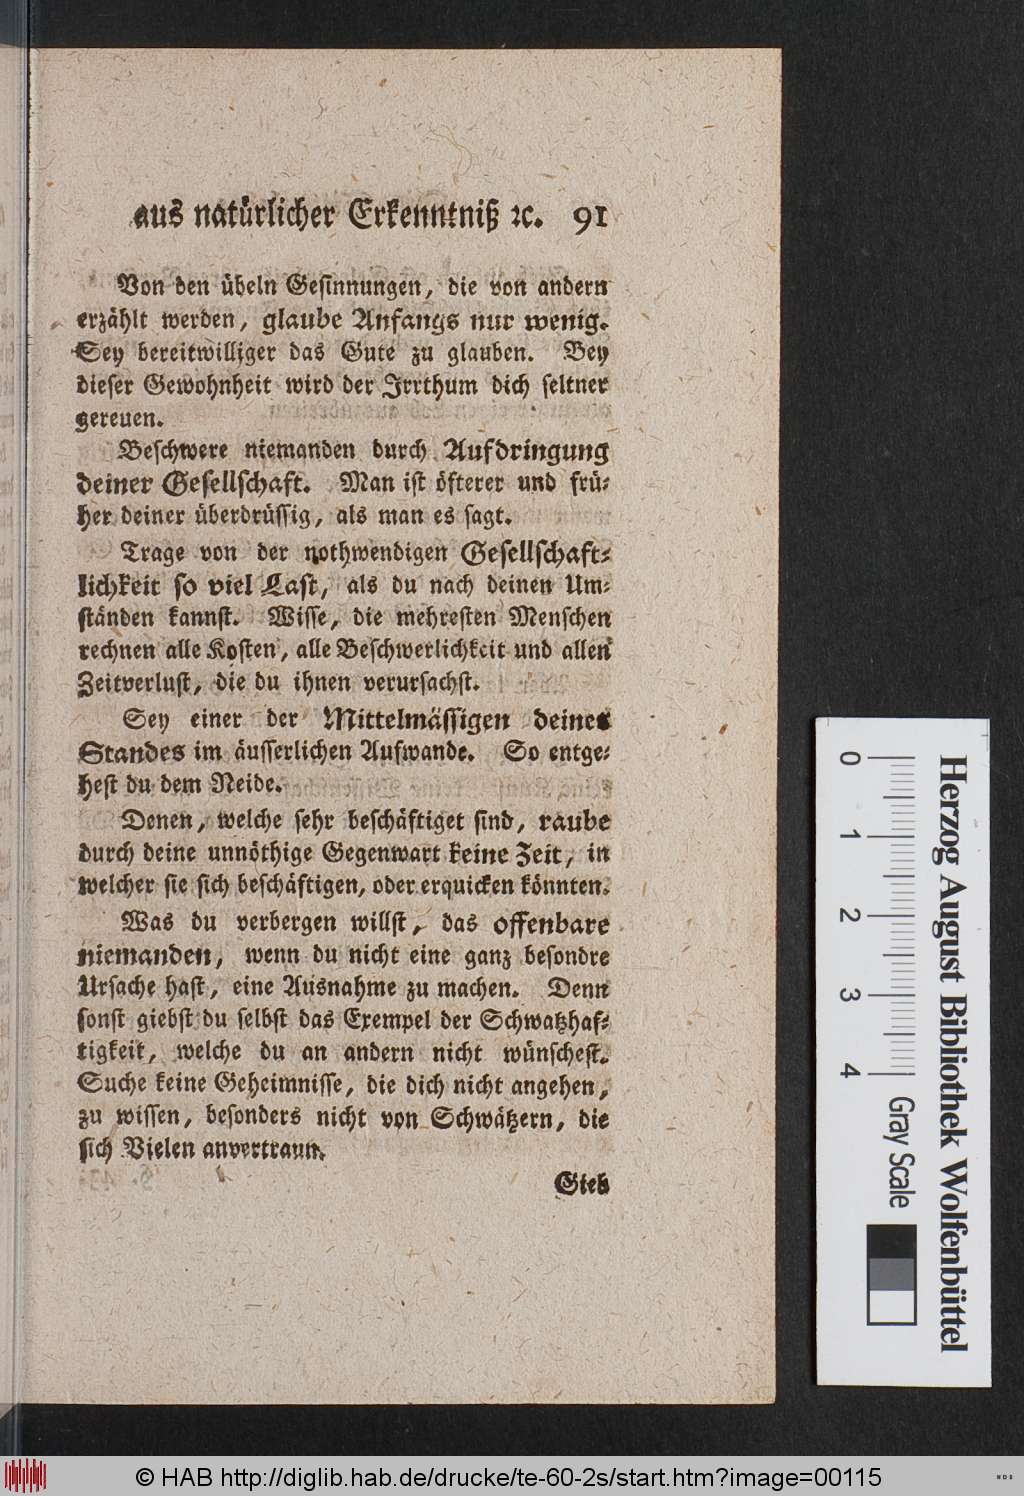 aus natürlicher Erkenntniß ꝛc. 91
Von den übeln Gesinnungen, die von andern
erzählt werden, glaube Anfangs nur wenig.
Sey bereitwilliger das Gute zu glauben. Bey
dieser Gewohnheit wird der Irrthum dich seltner
gereuen.
Beschwere niemanden durch Aufdringung
deiner Gesellschaft. Man ist öfterer und frü⸗
her deiner überdrüssig, als man es sagt.
Trage von der nothwendigen Gesellschaft⸗
lichkeit so viel Last, als du nach deinen Um⸗
ständen kannst. Wisse, die mehresten Menschen
rechnen alle Kosten, alle Beschwerlichkeit und allen
Zeitverlust, die du ihnen verursachst.
Sey einer der Mittelmässigen deines
Standes im äusserlichen Aufwande. So entge⸗
hest du dem Neide.
Denen, welche sehr beschäftiget sind, raube
durch deine unnöthige Gegenwart keine Zeit, in
welcher sie sich beschäftigen, oder erquicken könnten.
Was du verbergen willst, das offenbare
niemanden, wenn du nicht eine ganz besondre
Ursache hast, eine Ausnahme zu machen. Denn
sonst giebst du selbst das Exempel der Schwatzhaf⸗
tigkeit, welche du an andern nicht wünschest.
Suche keine Geheimnisse, die dich nicht angehen,
zu wissen, besonders nicht von Schwätzern, die
sich Vielen anvertraun.
Gieb
Herzog August Bibliothek Wolfenbüttel
0 1 2 3 4 Gray Scale
© HAB http://diglib.hab.de/drucke/te-60-2s/start.htm?image=00115